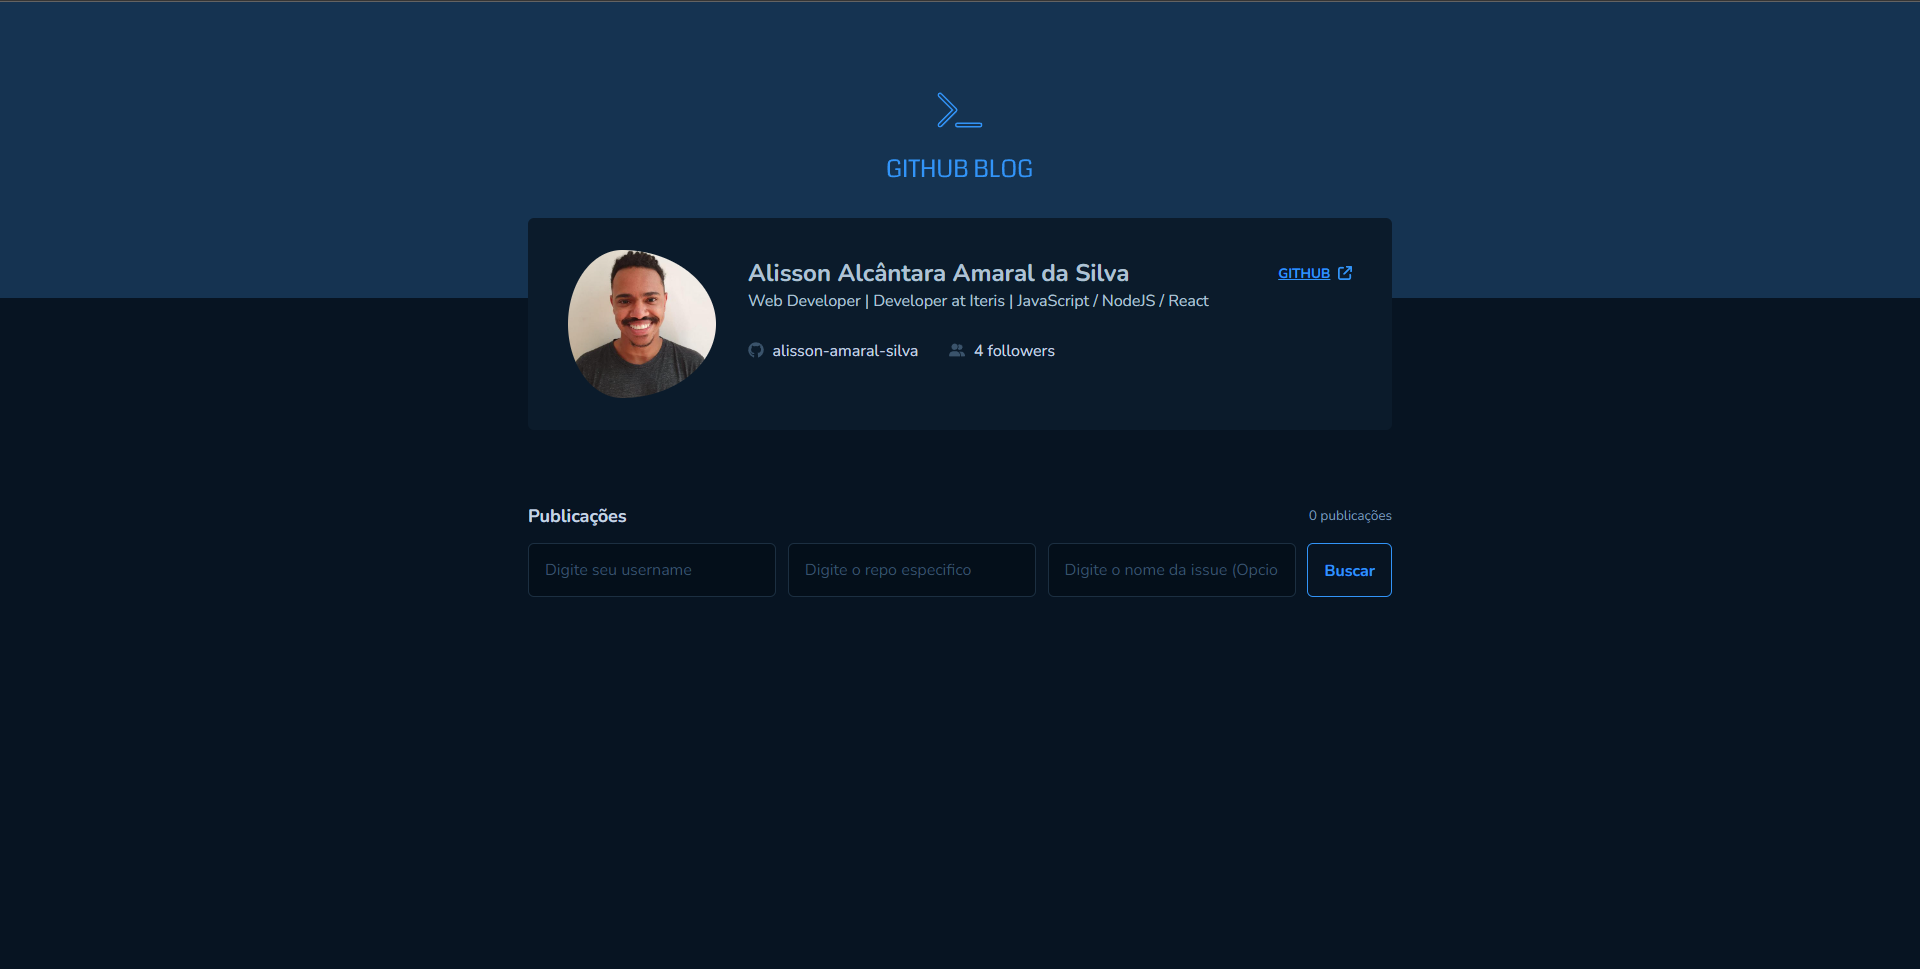 GITHUB BLOG
Alisson Alcântara Amaral da Silva
GITHUB
Web Developer | Developer at Iteris | JavaScript / NodeJS / React
alisson-amaral-silva
4 followers
Publicações
0 publicações
Digite seu username
Digite o repo especifico
Digite o nome da issue (Opcio
Buscar